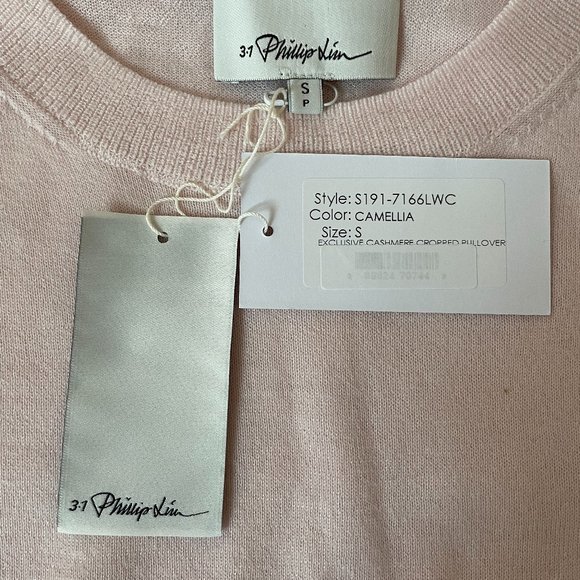 3·1 Phillip Lim
S
P
Style: S191-7166LWC
Color: CAMELLIA
Size: S
EXCLUSIVE CASHMERE CROPPED PULLOVER
3·1 Phillip Lim